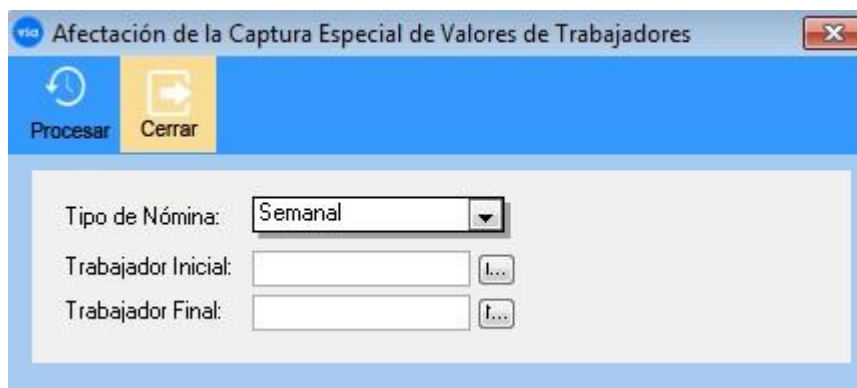 via Afectación de la Captura Especial de Valores de Trabajadores
Procesar Cerrar
Tipo de Nómina: Semanal
Trabajador Inicial:
Trabajador Final: